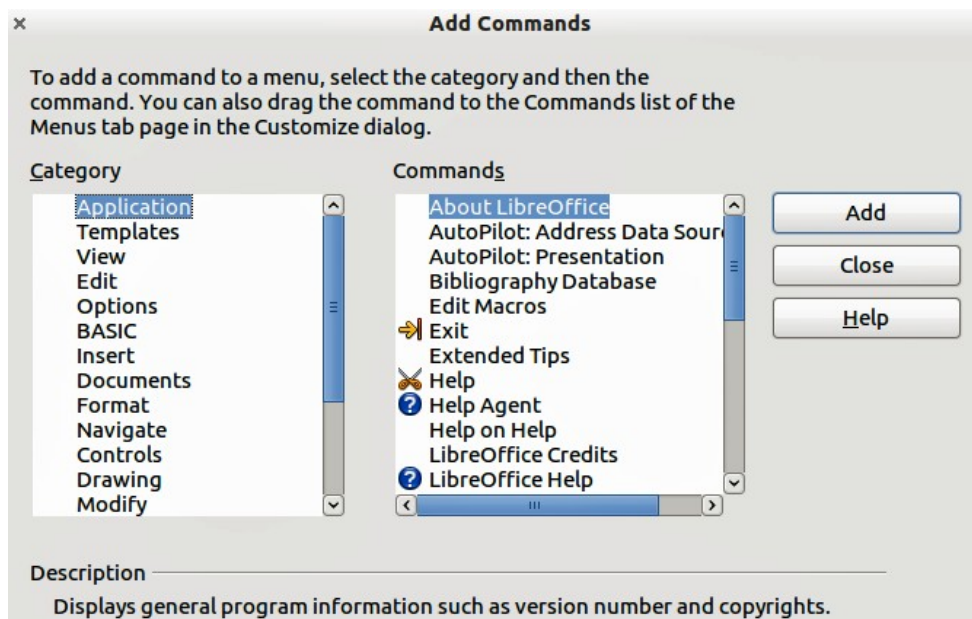 Add Commands
To add a command to a menu, select the category and then the
command. You can also drag the command to the Commands list of the
Menus tab page in the Customize dialog.
Category
Application
Templates
View
Edit
Options
BASIC
Insert
Documents
Format
Navigate
Controls
Drawing
Modify
Commands
About LibreOffice
AutoPilot: Address Data Sour
AutoPilot: Presentation
Bibliography Database
Edit Macros
Exit
Extended Tips
Help
Help Agent
Help on Help
LibreOffice Credits
LibreOffice Help
Add
Close
Help
Description
Displays general program information such as version number and copyrights.